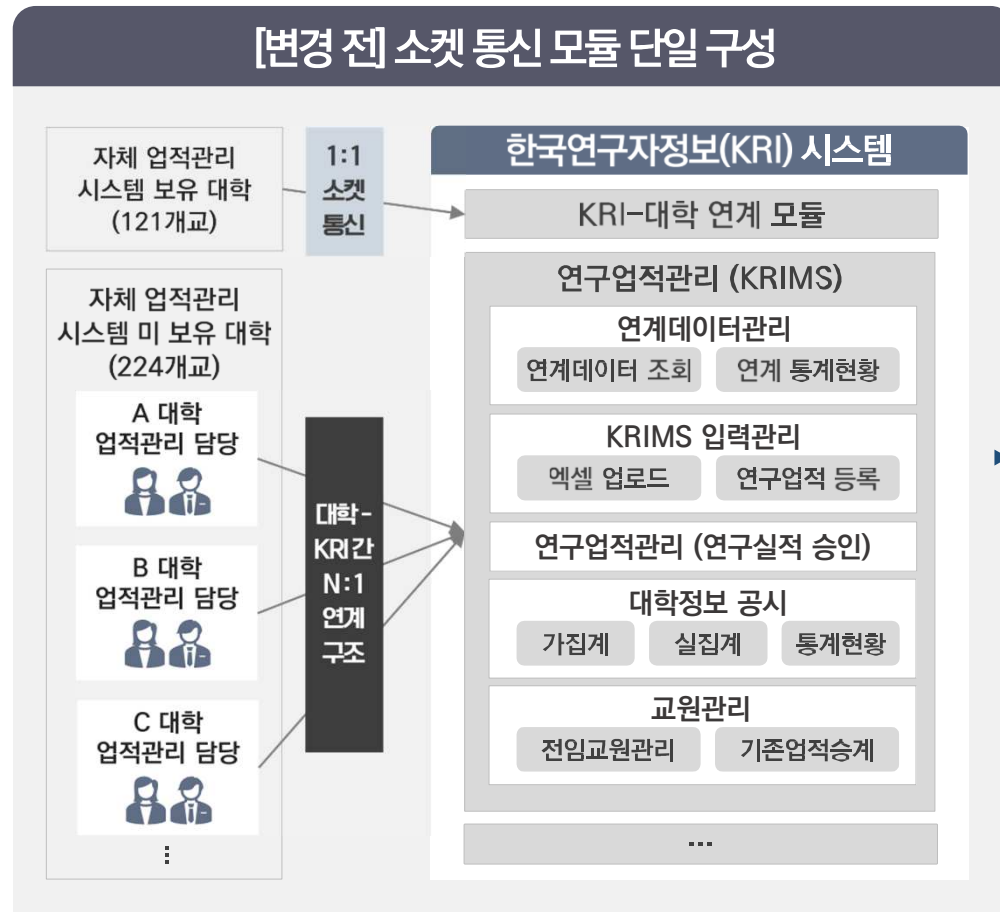 [변경 전] 소켓 통신 모듈 단일 구성
자체 업적관리
시스템 보유 대학
(121개교)
1:1
소켓
통신
한국연구자정보(KRI) 시스템
KRI-대학 연계 모듈
자체 업적관리
시스템 미 보유 대학
(224개교)
A 대학
업적관리 담당
B 대학
업적관리 담당
C 대학
업적관리 담당
⋮
대학-
KRI간
N:1
연계
구조
연구업적관리 (KRIMS)
연계데이터관리
연계데이터 조회
연계 통계현황
KRIMS 입력관리
엑셀 업로드
연구업적 등록
연구업적관리 (연구실적 승인)
대학정보 공시
가집계
실집계
통계현황
교원관리
전임교원관리
기존업적승계
…